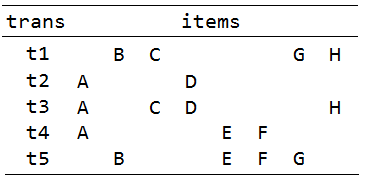 trans items
t1 B C G H
t2 A D
t3 A C D H
t4 A E F
t5 B E F G